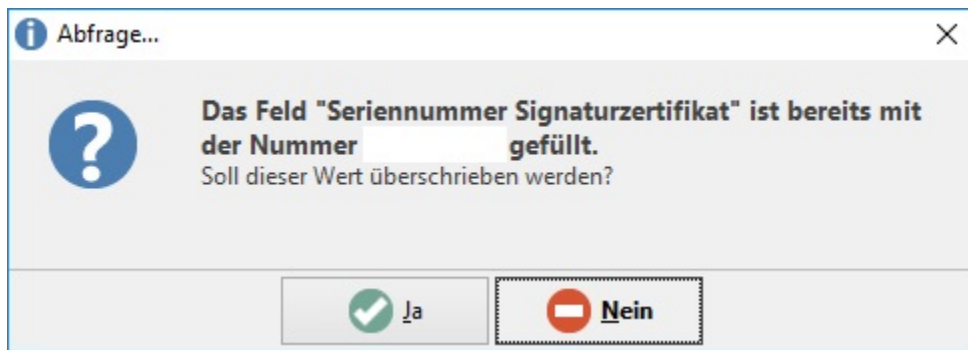 Abfrage...
Das Feld "Seriennummer Signaturzertifikat" ist bereits mit
der Nummer gefüllt.
Soll dieser Wert überschrieben werden?
Ja
Nein